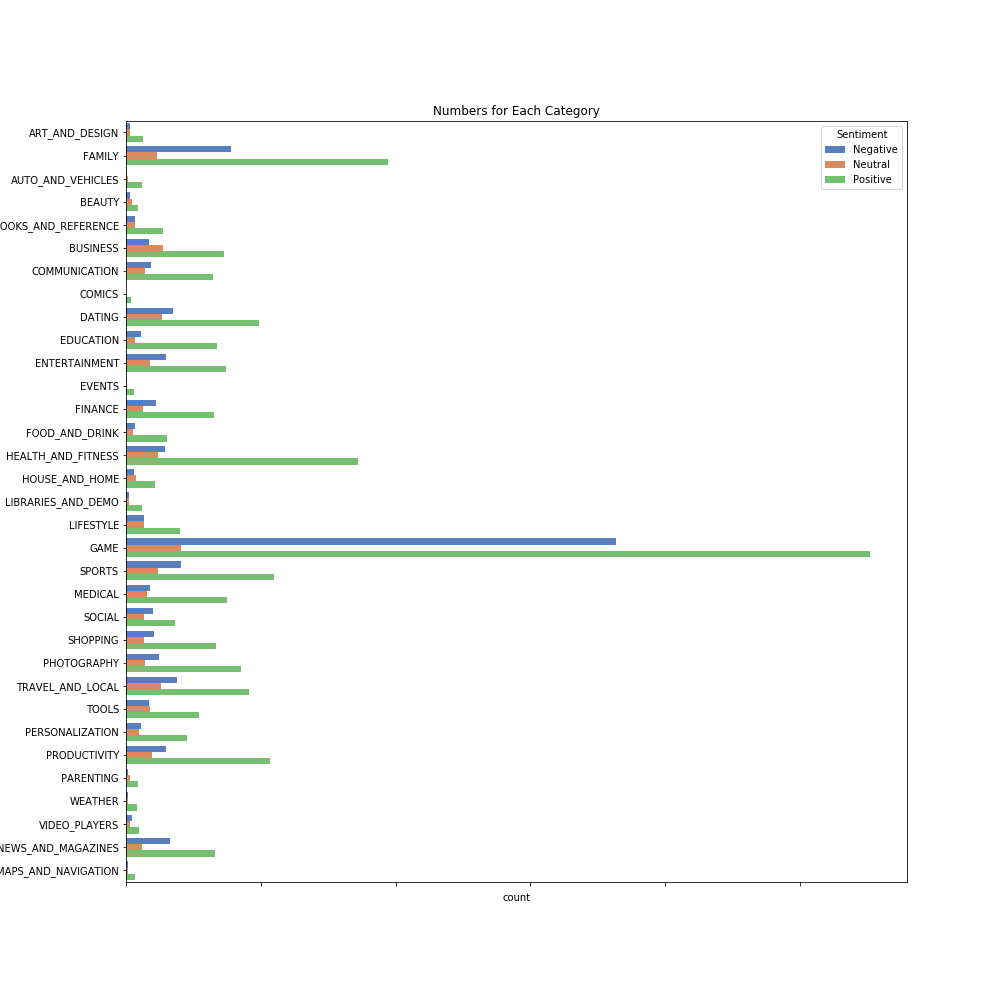 Numbers for Each Category
Sentiment
Negative
Neutral
Positive
ART_AND_DESIGN
FAMILY
AUTO_AND_VEHICLES
BEAUTY
OOKS_AND_REFERENCE
BUSINESS
COMMUNICATION
COMICS
DATING
EDUCATION
ENTERTAINMENT
EVENTS
FINANCE
FOOD_AND_DRINK
HEALTH_AND_FITNESS
HOUSE_AND_HOME
LIBRARIES_AND_DEMO
LIFESTYLE
GAME
SPORTS
MEDICAL
SOCIAL
SHOPPING
PHOTOGRAPHY
TRAVEL_AND_LOCAL
TOOLS
PERSONALIZATION
PRODUCTIVITY
PARENTING
WEATHER
VIDEO_PLAYERS
NEWS_AND_MAGAZINES
MAPS_AND_NAVIGATION
count